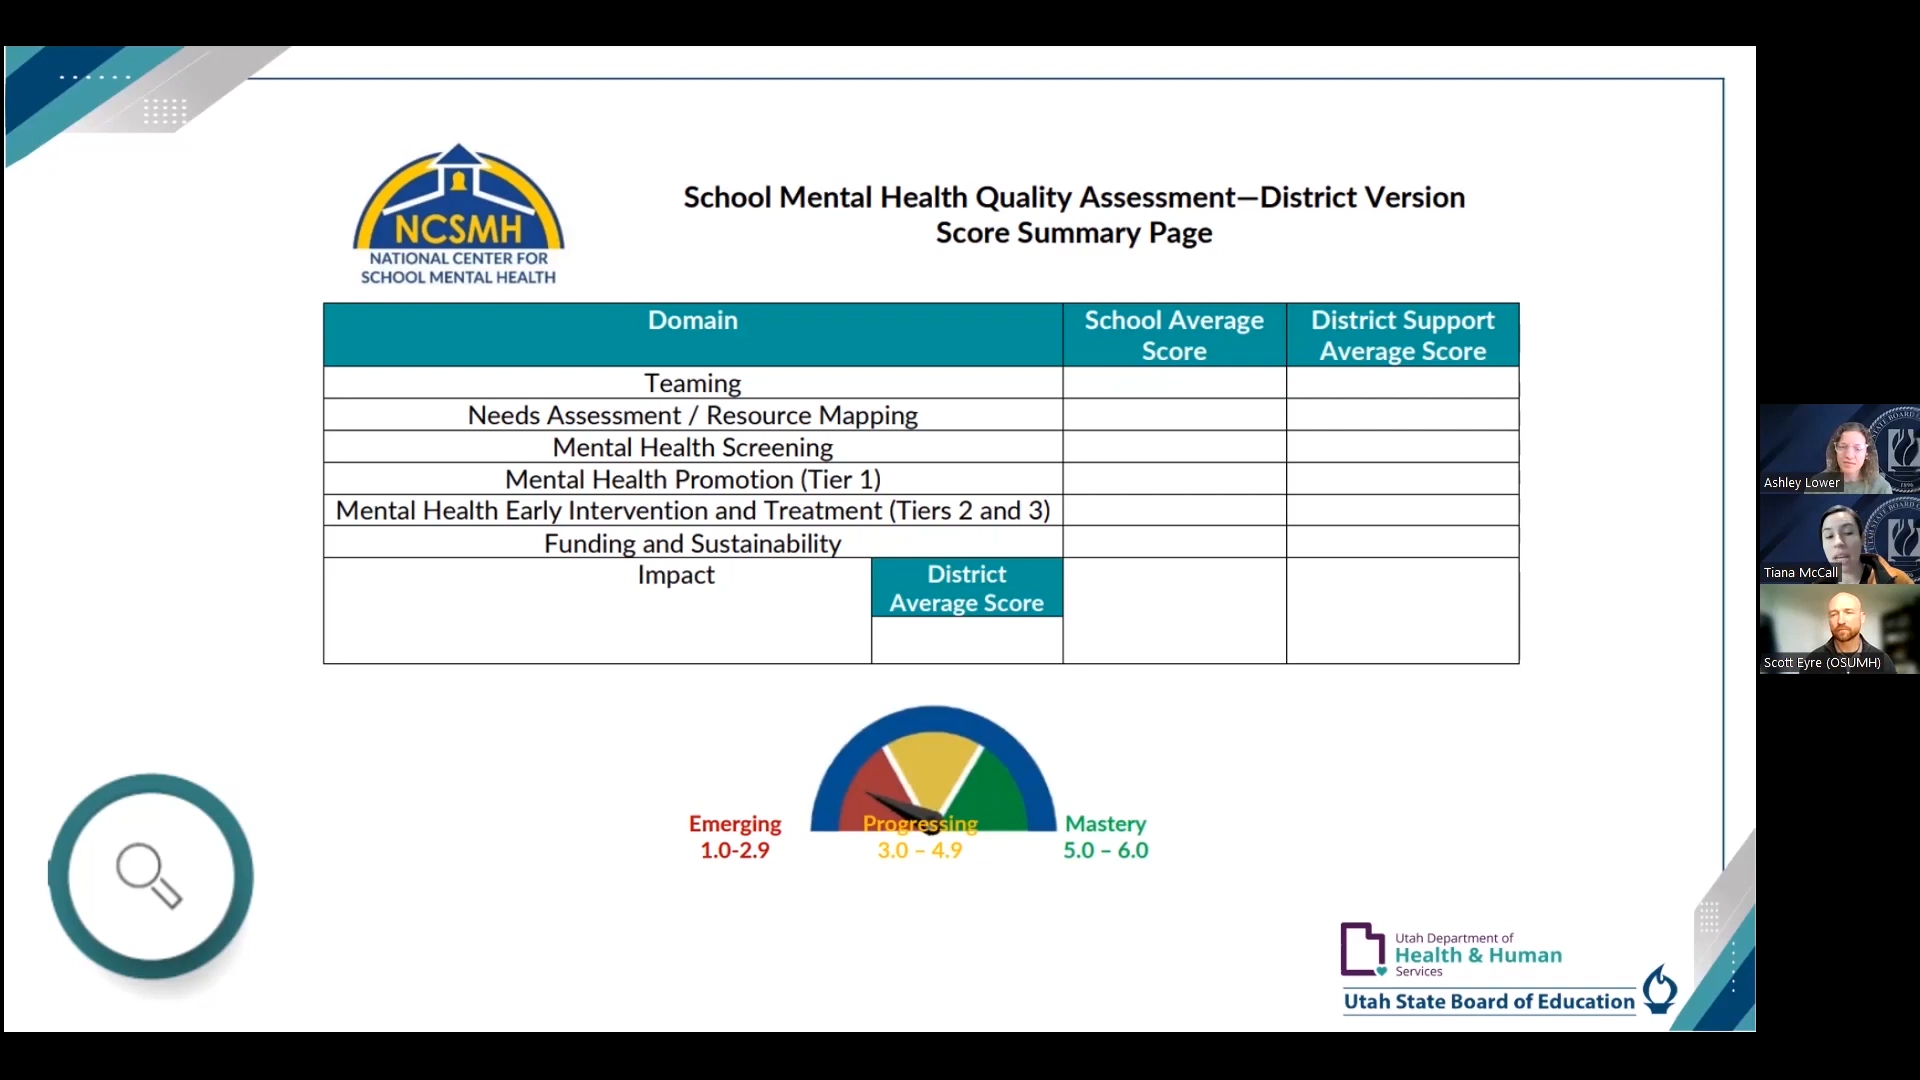 School Mental Health Quality Assessment—District Version
Score Summary Page
NCSMH
NATIONAL CENTER FOR
SCHOOL MENTAL HEALTH
Domain
School Average
Score
District Support
Average Score
Teaming
Needs Assessment / Resource Mapping
Mental Health Screening
Mental Health Promotion (Tier 1)
Mental Health Early Intervention and Treatment (Tiers 2 and 3)
Funding and Sustainability
Impact
District
Average Score
Emerging
1.0-2.9
Progressing
3.0 – 4.9
Mastery
5.0 – 6.0
Utah Department of
Health & Human
Services
Utah State Board of Education
Ashley Lower
Tiana McCall
Scott Eyre (OSUMH)